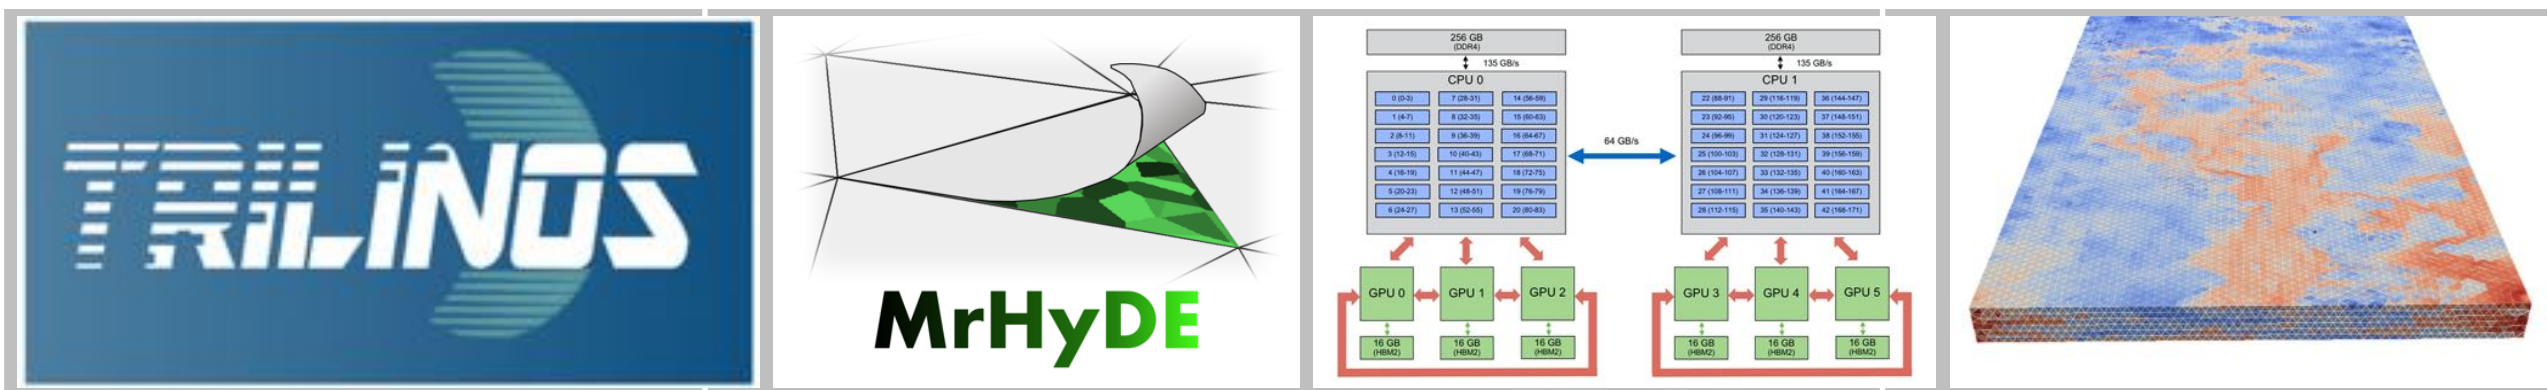 TRILINOS
MrHyDE
256 GB
(DDR4)
135 GB/s
CPU 0
0 (0-3)
7 (28-31)
14 (56-59)
1 (4-7)
8 (32-35)
15 (60-63)
2 (8-11)
9 (36-39)
16 (64-67)
3 (12-15)
10 (40-43)
17 (68-71)
4 (16-19)
11 (44-47)
18 (72-75)
5 (20-23)
12 (48-51)
19 (76-79)
6 (24-27)
13 (52-55)
20 (80-83)
64 GB/s
256 GB
(DDR4)
135 GB/s
CPU 1
22 (88-91)
29 (116-119)
36 (144-147)
23 (92-95)
30 (120-123)
37 (148-151)
24 (96-99)
31 (124-127)
38 (152-155)
25 (100-103)
32 (128-131)
39 (156-159)
26 (104-107)
33 (132-135)
40 (160-163)
27 (108-111)
34 (136-139)
41 (164-167)
28 (112-115)
35 (140-143)
42 (168-171)
GPU 0
GPU 1
GPU 2
16 GB
(HBM2)
16 GB
(HBM2)
16 GB
(HBM2)
GPU 3
GPU 4
GPU 5
16 GB
(HBM2)
16 GB
(HBM2)
16 GB
(HBM2)